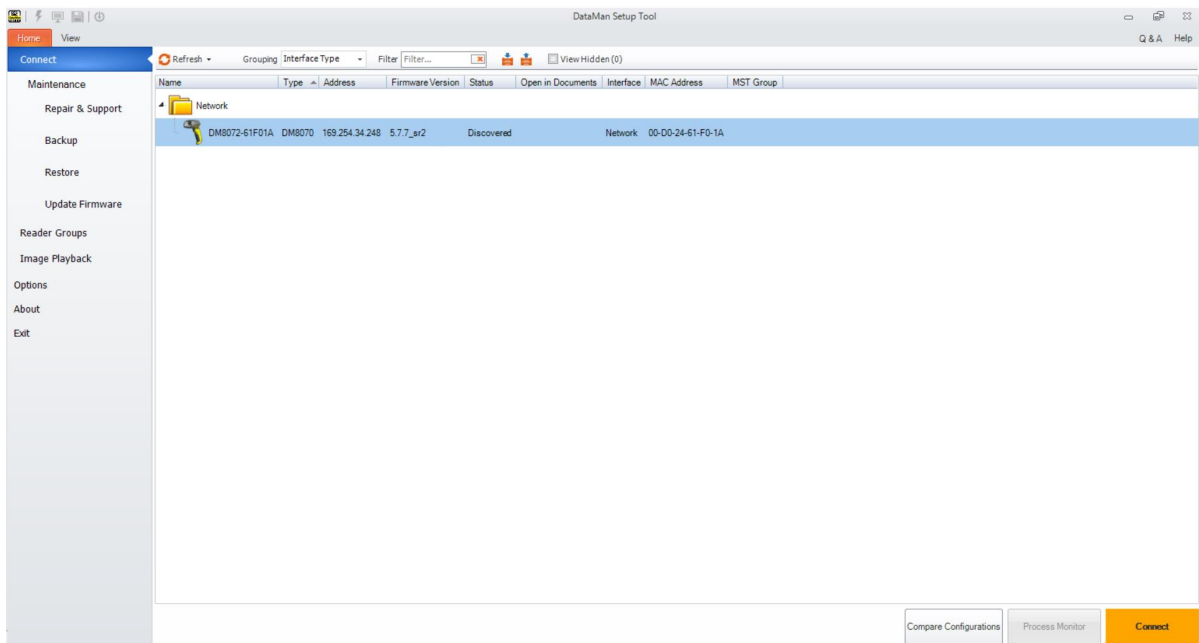 DataMan Setup Tool
Home View Q & A Help
Connect
Maintenance
Repair & Support
Backup
Restore
Update Firmware
Reader Groups
Image Playback
Options
About
Exit
Refresh Grouping Interface Type Filter Filter... View Hidden (0)
Name Type Address Firmware Version Status Open in Documents Interface MAC Address MST Group
Network
DM8072-61F01A DM8070 169.254.34.248 5.7.7_sr2 Discovered Network 00-D0-24-61-F0-1A
Compare Configurations Process Monitor Connect